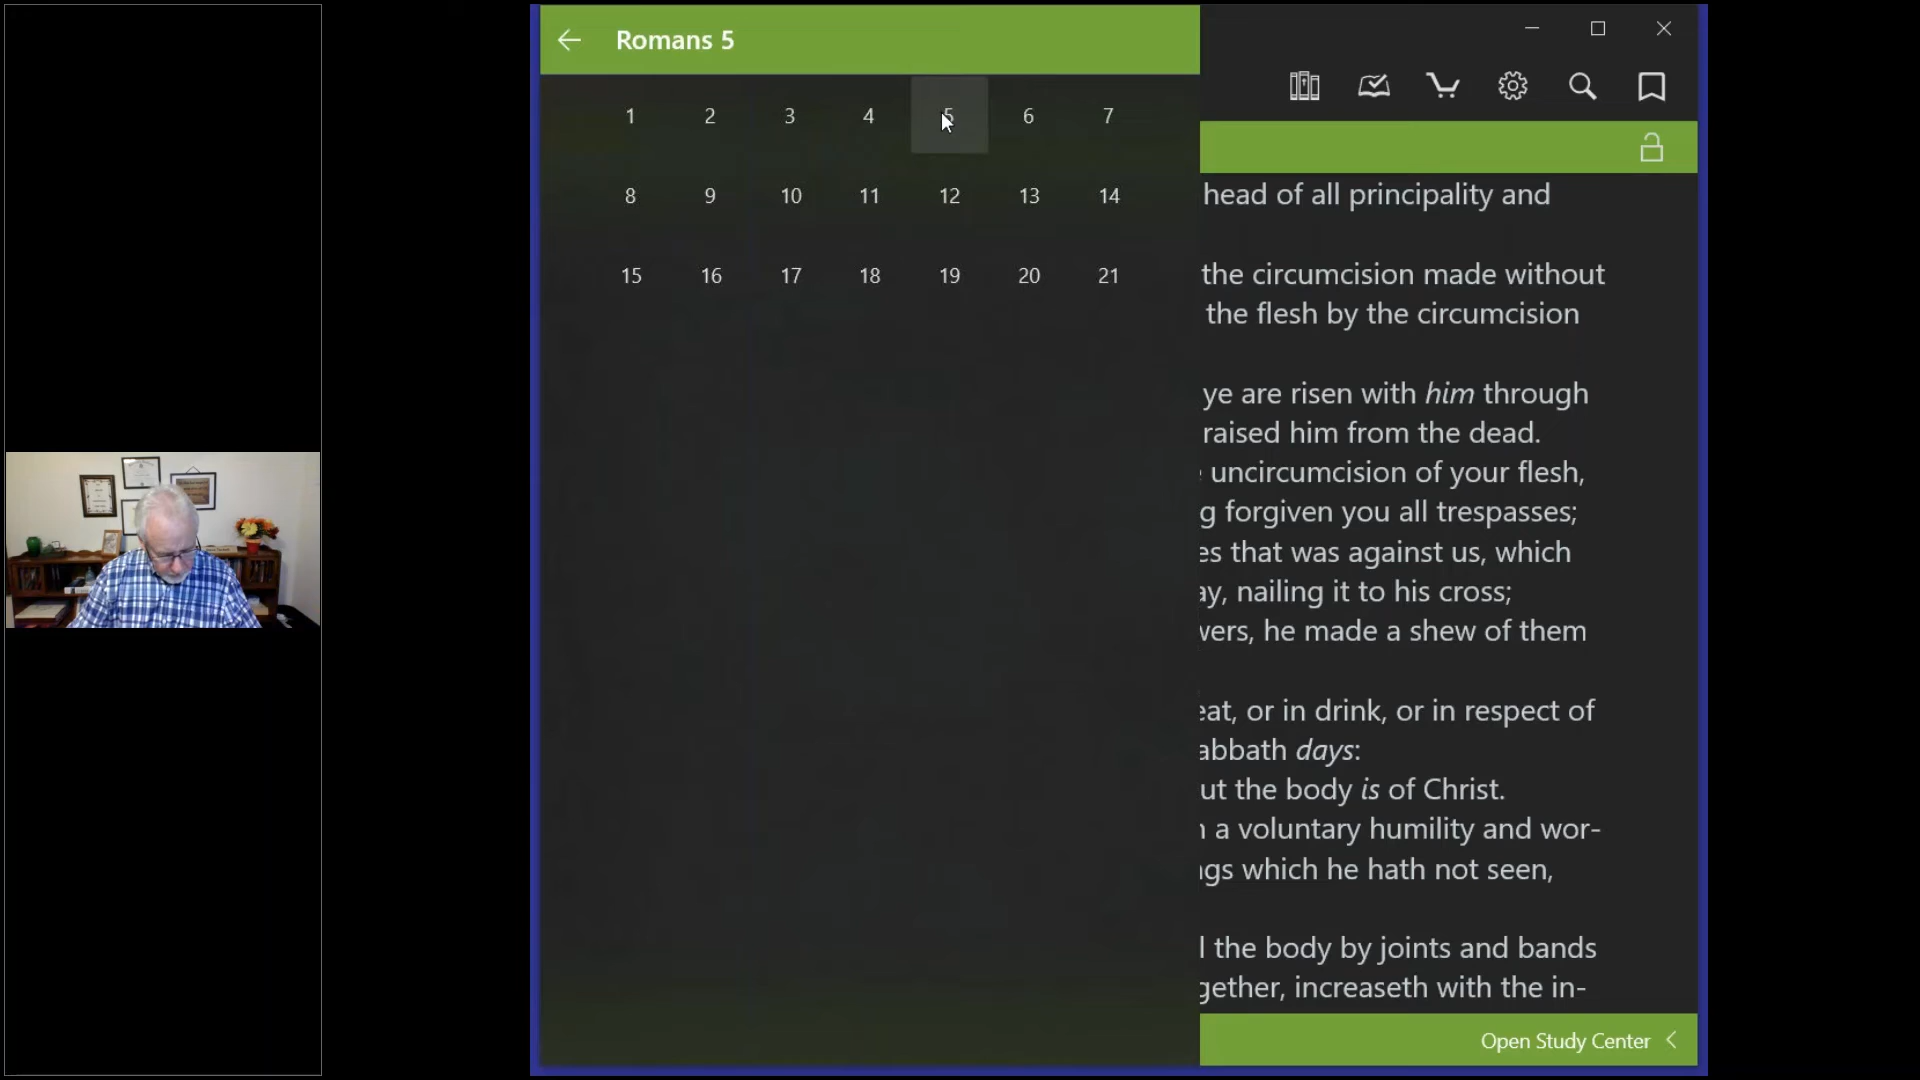 Romans 5
1 2 3 4 5 6 7
8 9 10 11 12 13 14
15 16 17 18 19 20 21
head of all principality and
the circumcision made without
the flesh by the circumcision
ye are risen with him through
raised him from the dead.
uncircumcision of your flesh,
g forgiven you all trespasses;
es that was against us, which
ay, nailing it to his cross;
wers, he made a shew of them
eat, or in drink, or in respect of
abbath days:
ut the body is of Christ.
a voluntary humility and wor-
ngs which he hath not seen,
the body by joints and bands
gether, increaseth with the in-
Open Study Center